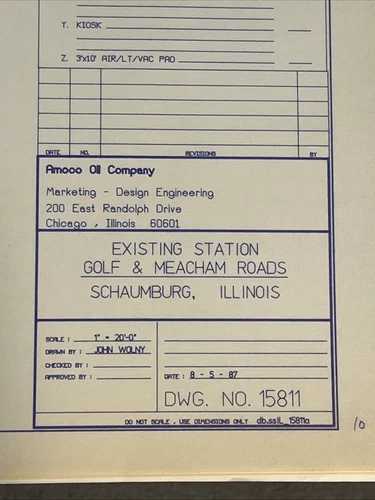 Y. KIOSK
Z. 3'x10' AIR/LT/VAC PAD
DATE NO. REVISIONS BY
Amoco Oil Company
Marketing - Design Engineering
200 East Randolph Drive
Chicago , Illinois 60601
EXISTING STATION
GOLF & MEACHAM ROADS
SCHAUMBURG, ILLINOIS
SCALE : 1" = 20'-0"
DRAWN BY : JOHN WOLNY
CHECKED BY :
APPROVED BY :
DATE : 8 - 5 - 87
DWG. NO. 15811
DO NOT SCALE , USE DIMENSIONS ONLY db.ssIL_15811a
10